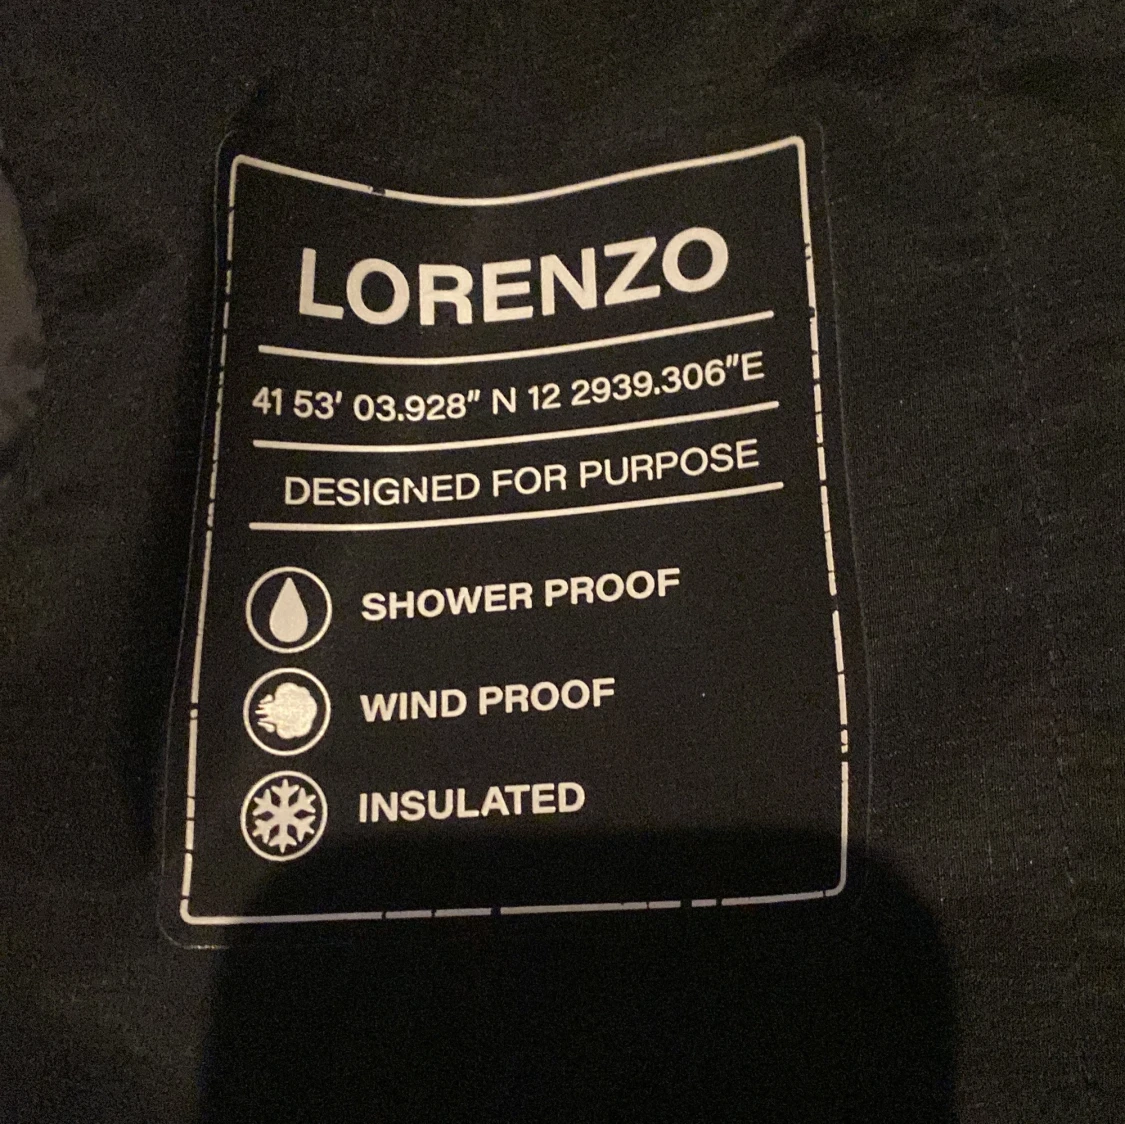 LORENZO
41 53' 03.928" N 12 2939.306"E
DESIGNED FOR PURPOSE
SHOWER PROOF
WIND PROOF
INSULATED